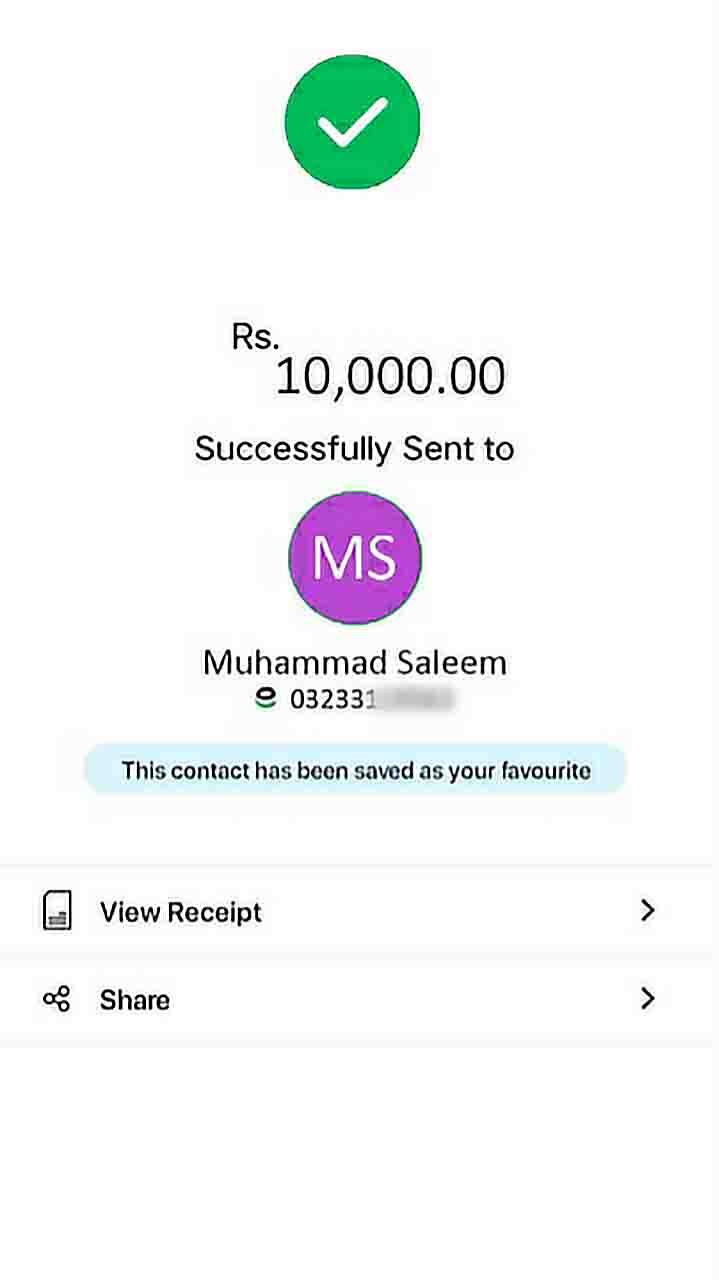 Rs.
10,000.00
Successfully Sent to
MS
Muhammad Saleem
032331
This contact has been saved as your favourite
View Receipt
Share